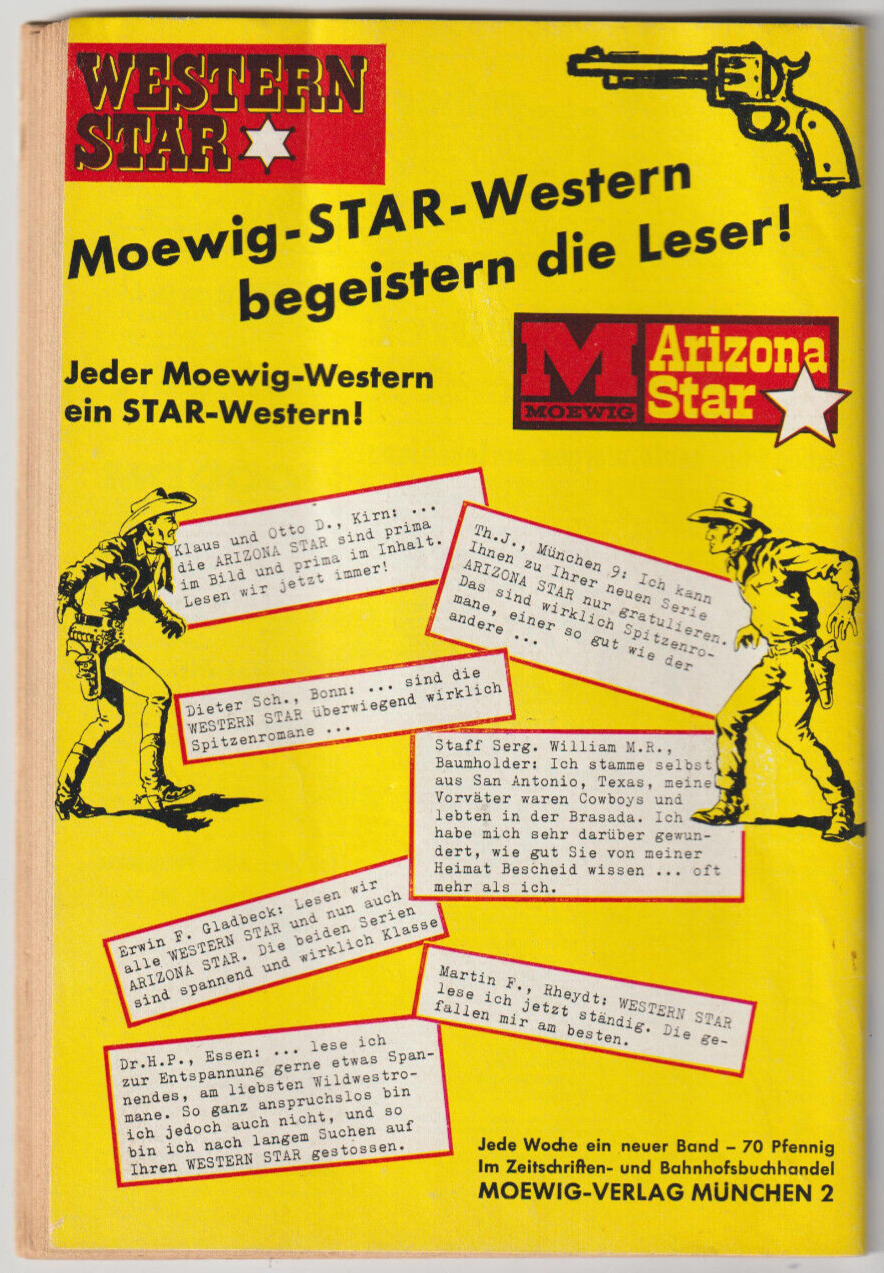 WESTERN
STAR
Moewig-STAR-Western
begeistern die Leser!
Jeder Moewig-Western
ein STAR-Western!
M
MOEWIG
Arizona
Star
Klaus und Otto D., Kirn: ...
die ARIZONA STAR sind prima
im Bild und prima im Inhalt.
Lesen wir jetzt immer!
Th.J., München 9: Ich kann
Ihnen zu Ihrer neuen Serie
ARIZONA STAR nur gratulieren.
Das sind wirklich Spitzenro-
mane, einer so gut wie der
andere ...
Dieter Sch., Bonn: ... sind die
WESTERN STAR überwiegend wirklich
Spitzenromane ...
Staff Serg. William M.R.,
Baumholder: Ich stamme selbst
aus San Antonio, Texas, meine
Vorväter waren Cowboys und
lebten in der Brasada. Ich
habe mich sehr darüber gewun-
dert, wie gut Sie von meiner
Heimat Bescheid wissen ... oft
mehr als ich.
Erwin F. Gladbeck: Lesen wir
alle WESTERN STAR und nun auch
ARIZONA STAR. Die beiden Serien
sind spannend und wirklich Klasse
Martin F., Rheydt: WESTERN STAR
lese ich jetzt ständig. Die ge-
fallen mir am besten.
Dr.H.P., Essen: ... lese ich
zur Entspannung gerne etwas Span-
nendes, am liebsten Wildwestro-
mane. So ganz anspruchslos bin
ich jedoch auch nicht, und so
bin ich nach langem Suchen auf
Ihren WESTERN STAR gestossen.
Jede Woche ein neuer Band – 70 Pfennig
Im Zeitschriften- und Bahnhofsbuchhandel
MOEWIG-VERLAG MÜNCHEN 2